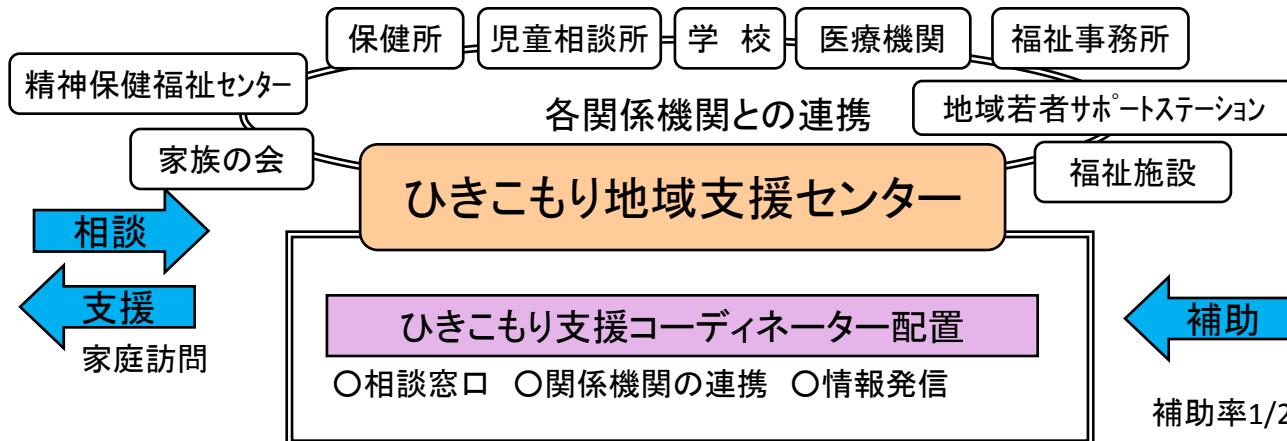 保健所
児童相談所
学 校
医療機関
福祉事務所
精神保健福祉センター
地域若者サポートステーション
各関係機関との連携
家族の会
福祉施設
ひきこもり地域支援センター
相談
支援
家庭訪問
ひきこもり支援コーディネーター配置
補助
〇相談窓口 〇関係機関の連携 〇情報発信
補助率1/2